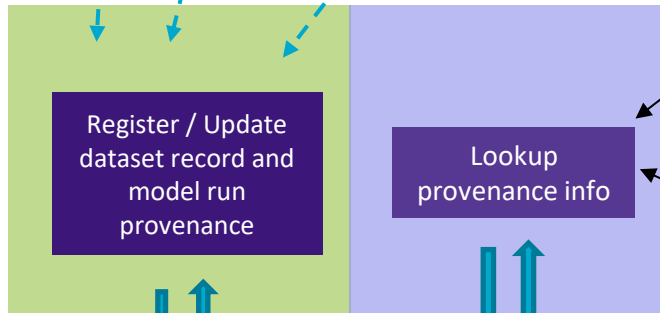 Register / Update
dataset record and
model run
provenance
Lookup
provenance info